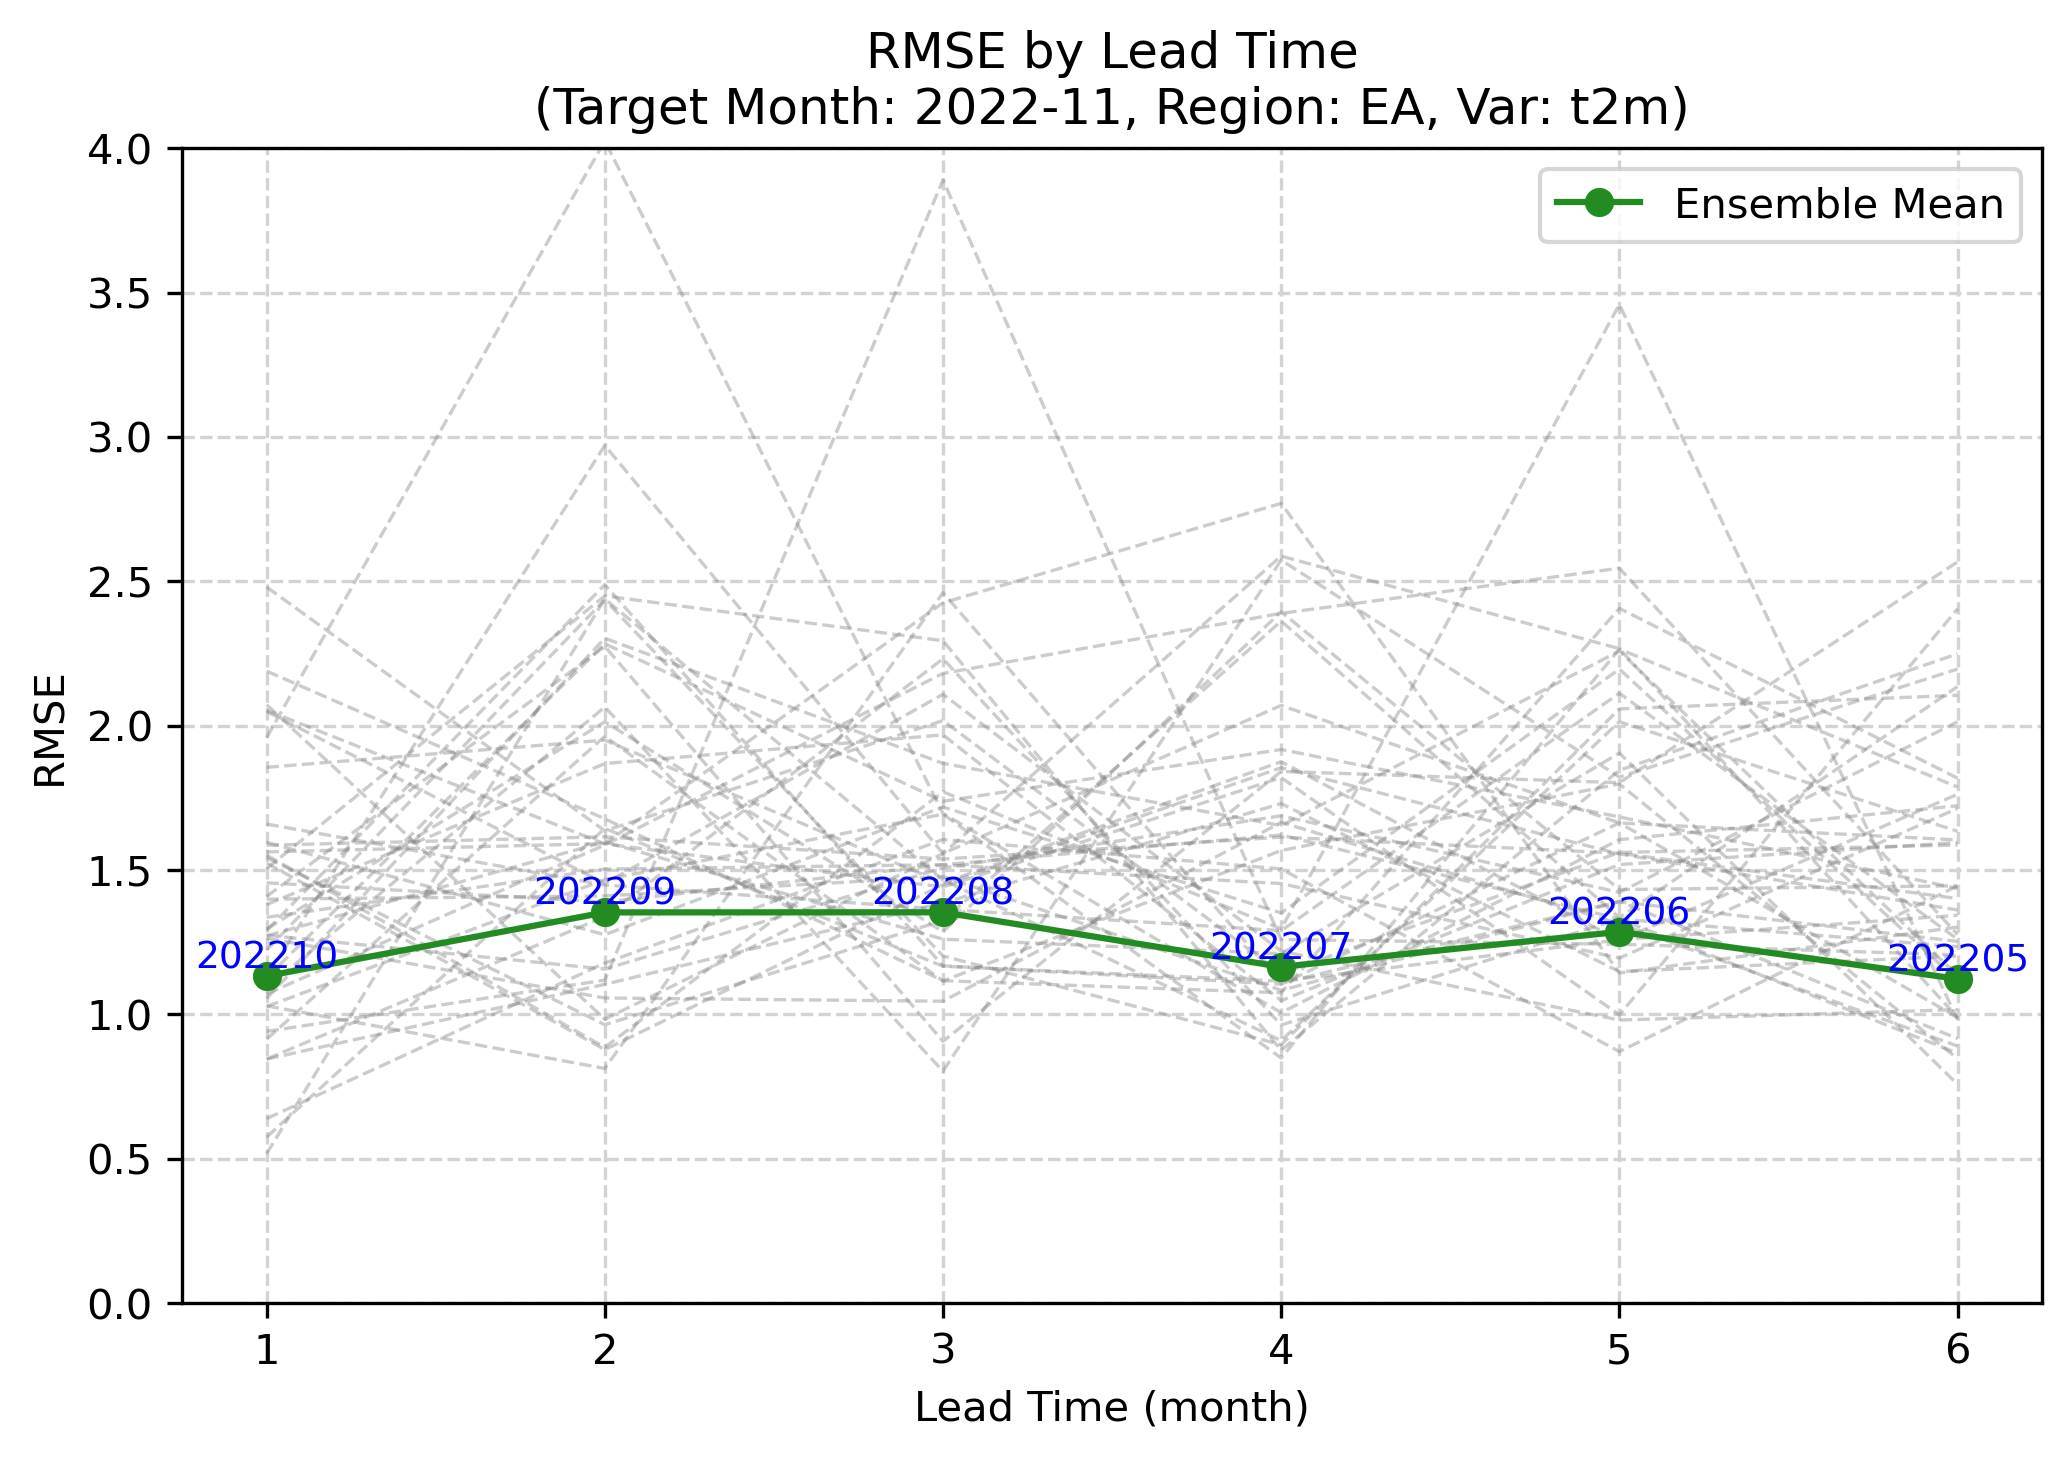 RMSE by Lead Time
(Target Month: 2022-11, Region: EA, Var: t2m)
Ensemble Mean
RMSE
4.0
3.5
3.0
2.5
2.0
1.5
1.0
0.5
0.0
202210
202209
202208
202207
202206
202205
1 2 3 4 5 6
Lead Time (month)